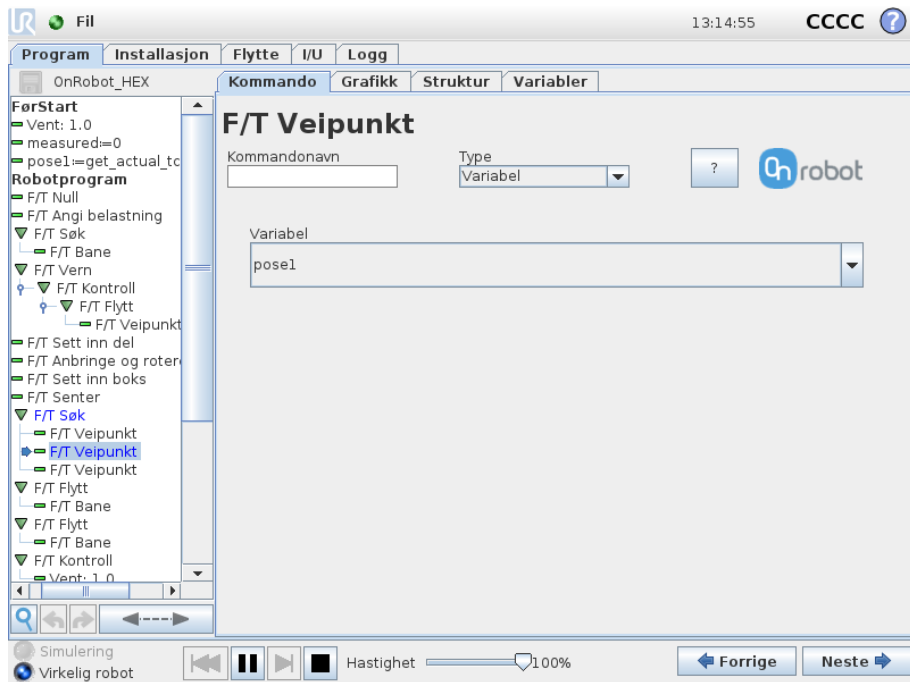 UR Fil 13:14:55 CCCC ?
Program Installasjon Flytte I/U Logg
OnRobot_HEX
Kommando Grafikk Struktur Variabler
FørStart
Vent: 1.0
measured:=0
pose1:=get_actual_tc
Robotprogram
F/T Null
F/T Angi belastning
F/T Søk
F/T Bane
F/T Vern
F/T Kontroll
F/T Flytt
F/T Veipunkt
F/T Sett inn del
F/T Anbringe og roter
F/T Sett inn boks
F/T Senter
F/T Søk
F/T Veipunkt
F/T Veipunkt
F/T Veipunkt
F/T Flytt
F/T Bane
F/T Flytt
F/T Bane
F/T Kontroll
Vent: 1.0
F/T Veipunkt
Kommandonavn Type
Variabel
? On robot
Variabel
pose1
Simulering
Virkelig robot
Hastighet 100%
Forrige Neste